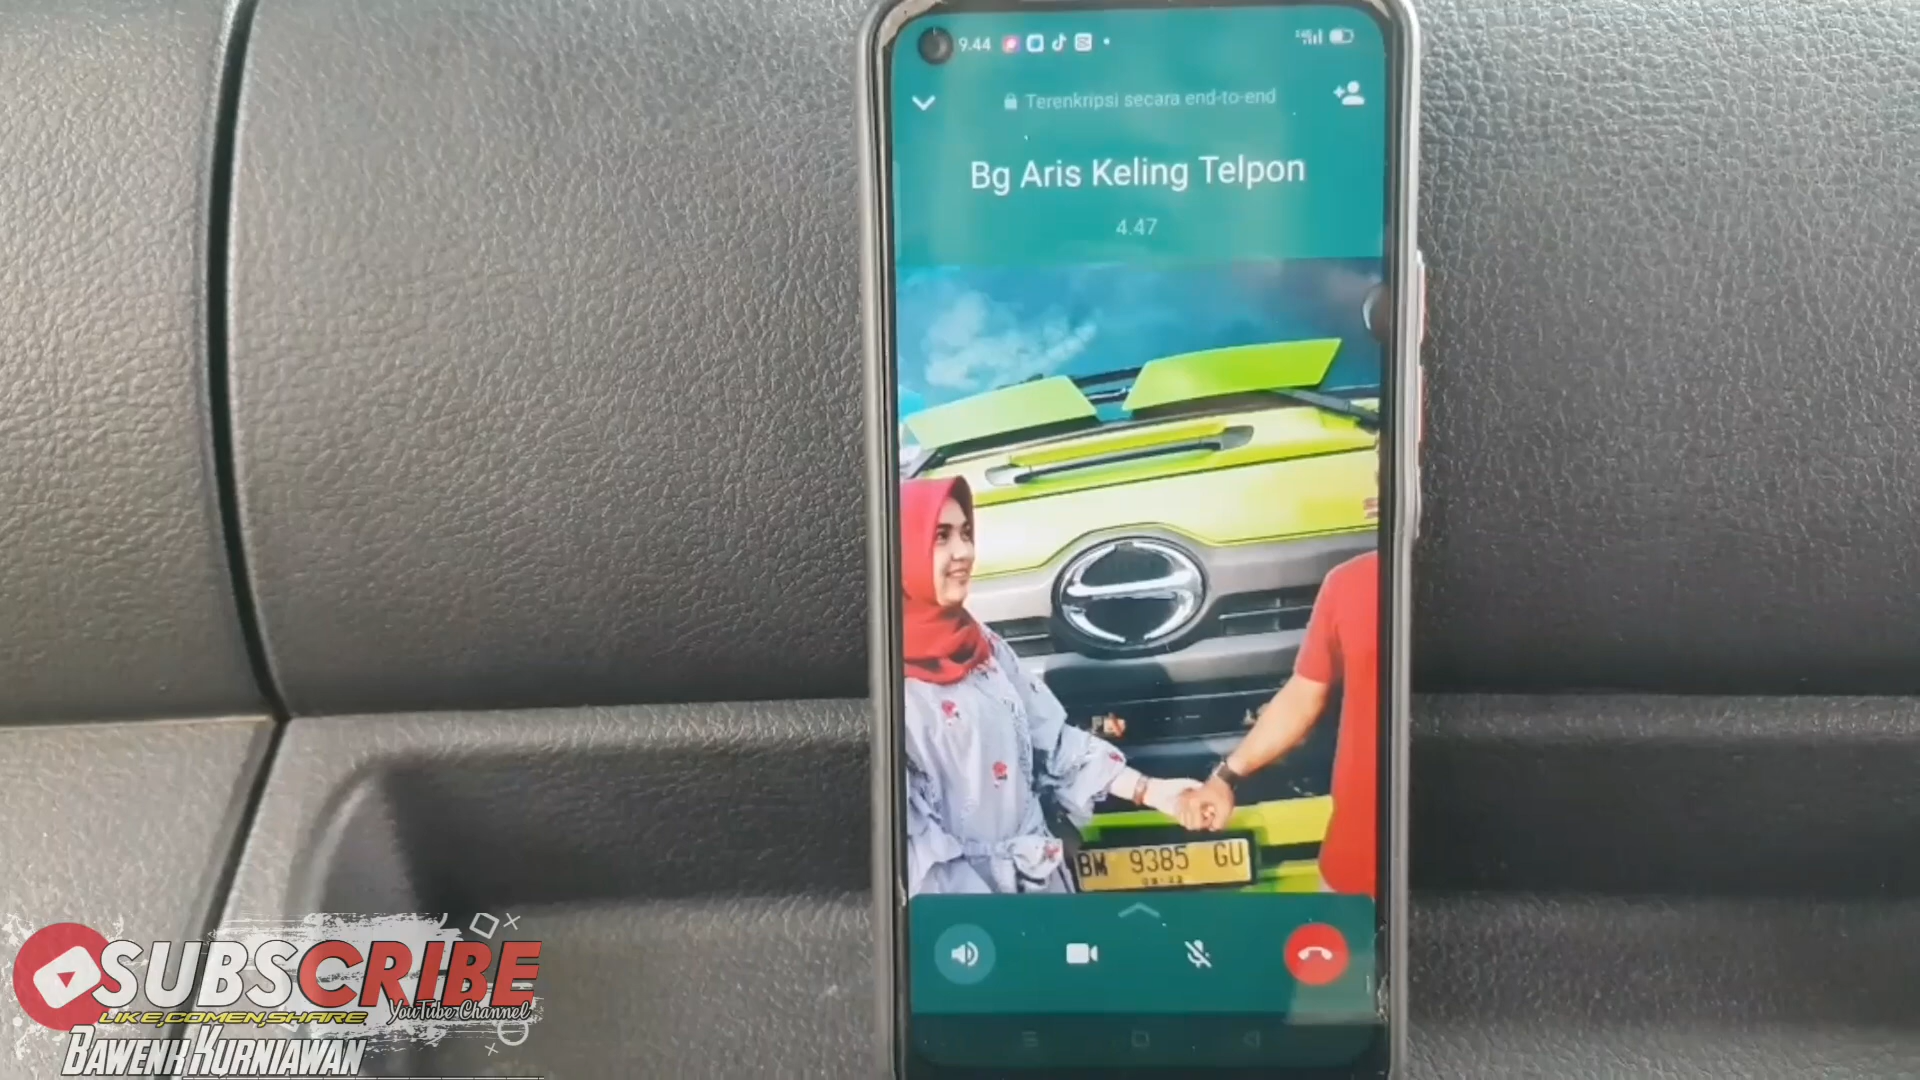 9.44
Terenkripsi secara end-to-end
Bg Aris Keling Telpon
4.47
BM 9385 GU
SUBSCRIBE
LIKE,COMEN,SHARE YouTube Channel
BAWENK KURNIAWAN